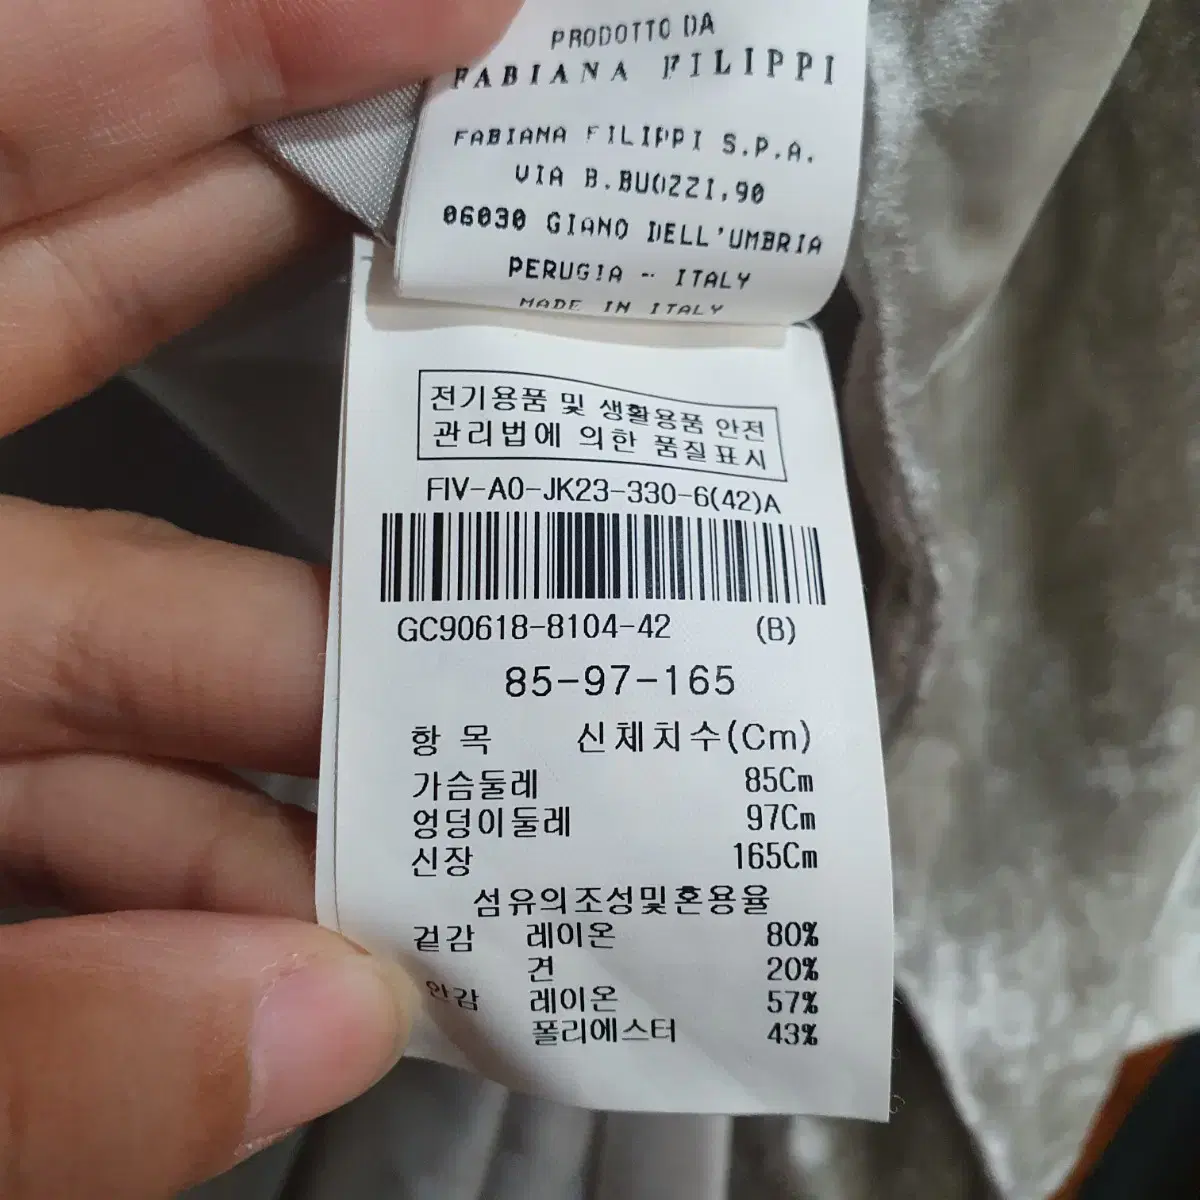 PRODOTTO DA
FABIANA FILIPPI
FABIANA FILIPPI S.P.A.
VIA B.BUOZZI,90
06030 GIANO DELL'UMBRIA
PERUGIA - ITALY
MADE IN ITALY
전기용품 및 생활용품 안전
관리법에 의한 품질표시
FIV-A0-JK23-330-6(42)A
GC90618-8104-42 (B)
85-97-165
항 목 신체치수(Cm)
가슴둘레 85Cm
엉덩이둘레 97Cm
신장 165Cm
섬유의조성및혼용율
겉감 레이온 80%
견 20%
안감 레이온 57%
폴리에스터 43%